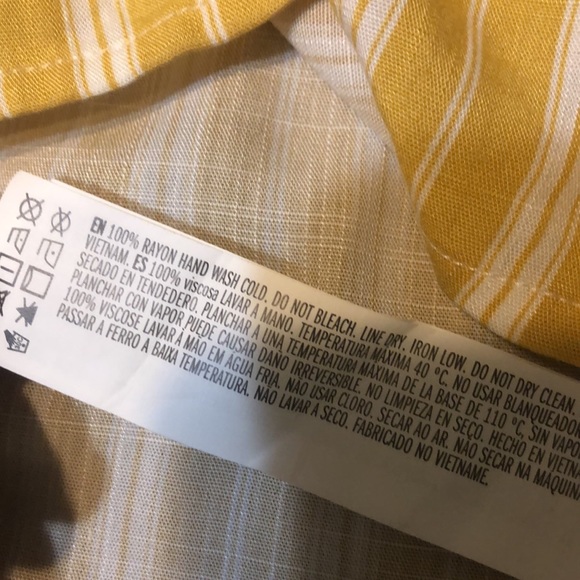 EN 100% RAYON HAND WASH COLD. DO NOT BLEACH. LINE DRY. IRON LOW. DO NOT DRY CLEAN.
VIETNAM. ES 100% viscosa LAVAR A MANO. TEMPERATURA MÁXIMA 40 °C. NO USAR BLANQUEADOR
SECADO EN TENDEDERO. PLANCHAR A UNA TEMPERATURA MÁXIMA DE LA BASE DE 110 °C, SIN VAPOR
PLANCHAR CON VAPOR PUEDE CAUSAR DAÑO IRREVERSIBLE. NO LIMPIEZA EN SECO. HECHO EN VIETN
100% VISCOSE LAVAR À MÃO EM ÁGUA FRIA. NÃO USAR CLORO. SECAR AO AR. NÃO SECAR NA MÁQUIN
PASSAR A FERRO A BAIXA TEMPERATURA. NÃO LAVAR A SECO. FABRICADO NO VIETNAME.